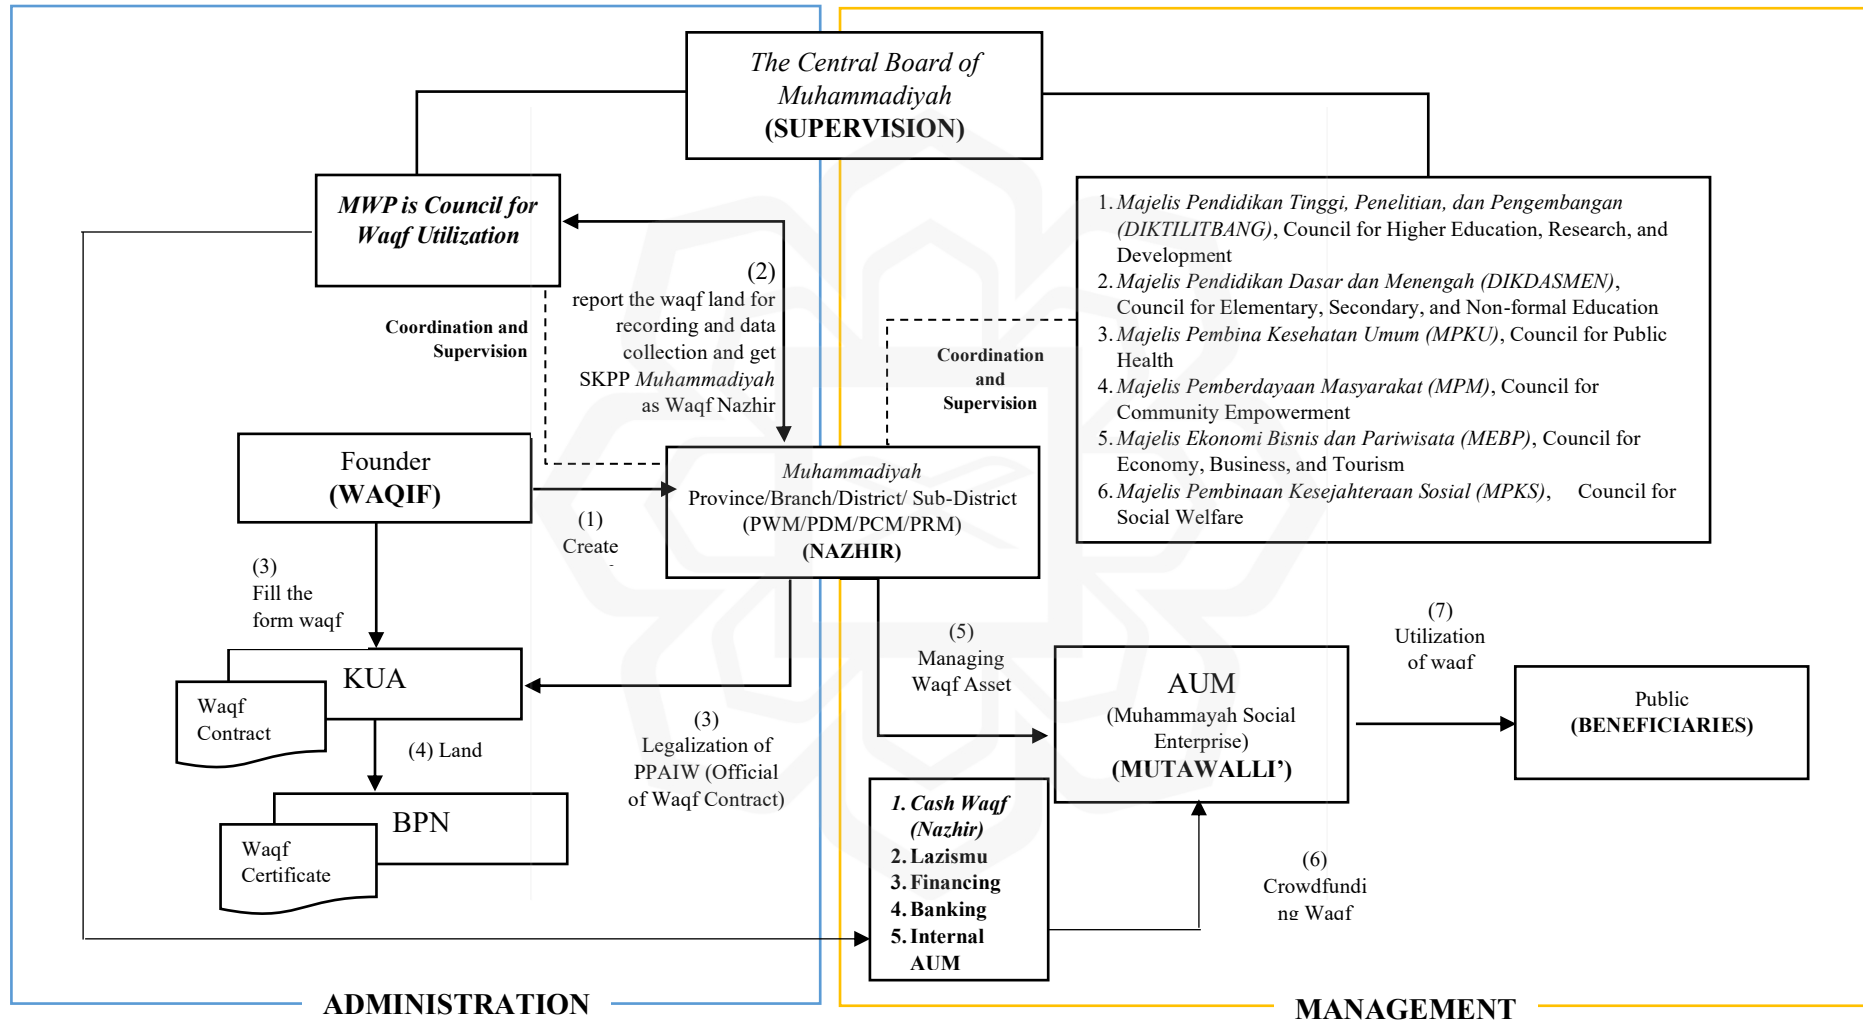 The Central Board of
Muhammadiyah
(SUPERVISION)
MWP is Council for
Waqf Utilization
1. Majelis Pendidikan Tinggi, Penelitian, dan Pengembangan
(DIKTILITBANG), Council for Higher Education, Research, and
Development
2. Majelis Pendidikan Dasar dan Menengah (DIKDASMEN),
Council for Elementary, Secondary, and Non-formal Education
3. Majelis Pembina Kesehatan Umum (MPKU), Council for Public
Health
4. Majelis Pemberdayaan Masyarakat (MPM), Council for
Community Empowerment
5. Majelis Ekonomi Bisnis dan Pariwisata (MEBP), Council for
Economy, Business, and Tourism
6. Majelis Pembinaan Kesejahteraan Sosial (MPKS), Council for
Social Welfare
(2)
report the waqf land for
recording and data
collection and get
SKPP Muhammadiyah
as Waqf Nazhir
Coordination and
Supervision
Coordination
and
Supervision
Founder
(WAQIF)
(1)
Create
Muhammadiyah
Province/Branch/District/ Sub-District
(PWM/PDM/PCM/PRM)
(NAZHIR)
(3)
Fill the
form waqf
KUA
Waqf
Contract
(4) Land
(3)
Legalization of
PPAIW (Official
of Waqf Contract)
BPN
Waqf
Certificate
(5)
Managing
Waqf Asset
AUM
(Muhammayah Social
Enterprise)
(MUTAWALLI’)
(7)
Utilization
of waqf
Public
(BENEFICIARIES)
1. Cash Waqf
(Nazhir)
2. Lazismu
3. Financing
4. Banking
5. Internal
AUM
(6)
Crowdfundi
ng Waqf
ADMINISTRATION
MANAGEMENT